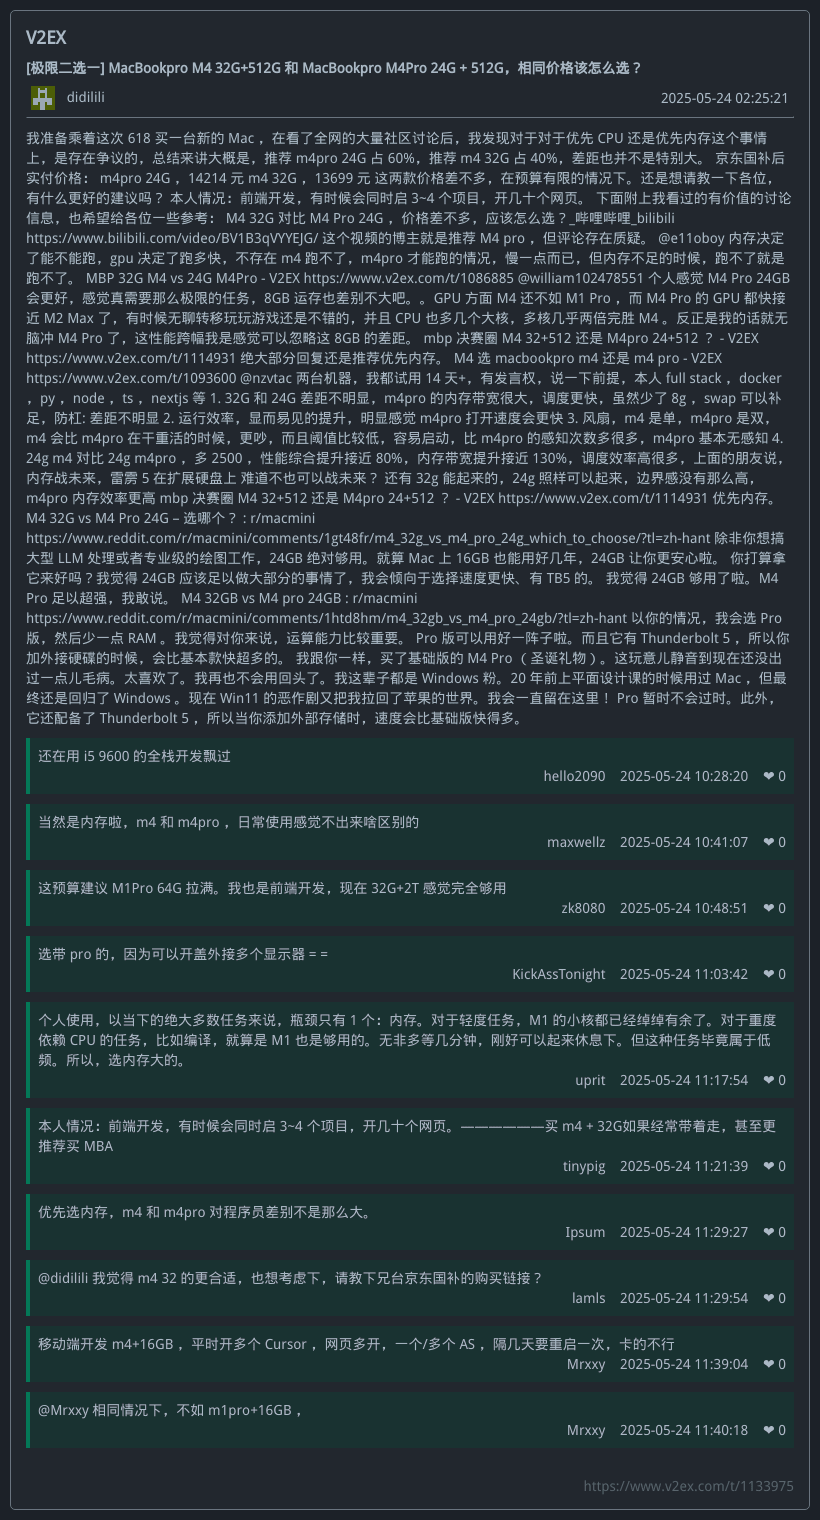 V2EX
[极限二选一] MacBookpro M4 32G+512G 和 MacBookpro M4Pro 24G + 512G，相同价格该怎么选？
didilili
2025-05-24 02:25:21
我准备乘着这次 618 买一台新的 Mac ，在看了全网的大量社区讨论后，我发现对于对于优先 CPU 还是优先内存这个事情
上，是存在争议的，总结来讲大概是，推荐 m4pro 24G 占 60%，推荐 m4 32G 占 40%，差距也并不是特别大。 京东国补后
实付价格： m4pro 24G ，14214 元 m4 32G ，13699 元 这两款价格差不多，在预算有限的情况下。还是想请教一下各位，
有什么更好的建议吗？ 本人情况：前端开发，有时候会同时启 3~4 个项目，开几十个网页。 下面附上我看过的有价值的讨论
信息，也希望给各位一些参考： M4 32G 对比 M4 Pro 24G ，价格差不多，应该怎么选？_哔哩哔哩_bilibili
https://www.bilibili.com/video/BV1B3qVYYEJG/ 这个视频的博主就是推荐 M4 pro ，但评论存在质疑。 @e11oboy 内存决定
了能不能跑，gpu 决定了跑多快，不存在 m4 跑不了，m4pro 才能跑的情况，慢一点而已，但内存不足的时候，跑不了就是
跑不了。 MBP 32G M4 vs 24G M4Pro - V2EX https://www.v2ex.com/t/1086885 @william102478551 个人感觉 M4 Pro 24GB
会更好，感觉真需要那么极限的任务，8GB 运存也差别不大吧。。GPU 方面 M4 还不如 M1 Pro ，而 M4 Pro 的 GPU 都快接
近 M2 Max 了，有时候无聊转移玩玩游戏还是不错的，并且 CPU 也多几个大核，多核几乎两倍完胜 M4 。反正是我的话就无
脑冲 M4 Pro 了，这性能跨幅我是感觉可以忽略这 8GB 的差距。 mbp 决赛圈 M4 32+512 还是 M4pro 24+512 ？ - V2EX
https://www.v2ex.com/t/1114931 绝大部分回复还是推荐优先内存。 M4 选 macbookpro m4 还是 m4 pro - V2EX
https://www.v2ex.com/t/1093600 @nzvtac 两台机器，我都试用 14 天+，有发言权，说一下前提，本人 full stack ，docker
，py ，node ，ts ，nextjs 等 1. 32G 和 24G 差距不明显，m4pro 的内存带宽很大，调度更快，虽然少了 8g ，swap 可以补
足，防杠: 差距不明显 2. 运行效率，显而易见的提升，明显感觉 m4pro 打开速度会更快 3. 风扇，m4 是单，m4pro 是双，
m4 会比 m4pro 在干重活的时候，更吵，而且阈值比较低，容易启动，比 m4pro 的感知次数多很多，m4pro 基本无感知 4.
24g m4 对比 24g m4pro ，多 2500 ，性能综合提升接近 80%，内存带宽提升接近 130%，调度效率高很多，上面的朋友说，
内存战未来，雷雳 5 在扩展硬盘上 难道不也可以战未来？ 还有 32g 能起来的，24g 照样可以起来，边界感没有那么高，
m4pro 内存效率更高 mbp 决赛圈 M4 32+512 还是 M4pro 24+512 ？ - V2EX https://www.v2ex.com/t/1114931 优先内存。
M4 32G vs M4 Pro 24G – 选哪个？ : r/macmini
https://www.reddit.com/r/macmini/comments/1gt48fr/m4_32g_vs_m4_pro_24g_which_to_choose/?tl=zh-hant 除非你想搞
大型 LLM 处理或者专业级的绘图工作，24GB 绝对够用。就算 Mac 上 16GB 也能用好几年，24GB 让你更安心啦。 你打算拿
它来好吗？我觉得 24GB 应该足以做大部分的事情了，我会倾向于选择速度更快、有 TB5 的。 我觉得 24GB 够用了啦。M4
Pro 足以超强，我敢说。 M4 32GB vs M4 pro 24GB : r/macmini
https://www.reddit.com/r/macmini/comments/1htd8hm/m4_32gb_vs_m4_pro_24gb/?tl=zh-hant 以你的情况，我会选 Pro
版，然后少一点 RAM 。我觉得对你来说，运算能力比较重要。 Pro 版可以用好一阵子啦。而且它有 Thunderbolt 5 ，所以你
加外接硬碟的时候，会比基本款快超多的。 我跟你一样，买了基础版的 M4 Pro （圣诞礼物）。这玩意儿静音到现在还没出
过一点儿毛病。太喜欢了。我再也不会用回头了。我这辈子都是 Windows 粉。20 年前上平面设计课的时候用过 Mac ，但最
终还是回归了 Windows 。现在 Win11 的恶作剧又把我拉回了苹果的世界。我会一直留在这里！ Pro 暂时不会过时。此外，
它还配备了 Thunderbolt 5 ，所以当你添加外部存储时，速度会比基础版快得多。
还在用 i5 9600 的全栈开发飘过
hello2090 2025-05-24 10:28:20 ❤ 0
当然是内存啦，m4 和 m4pro ，日常使用感觉不出来啥区别的
maxwellz 2025-05-24 10:41:07 ❤ 0
这预算建议 M1Pro 64G 拉满。我也是前端开发，现在 32G+2T 感觉完全够用
zk8080 2025-05-24 10:48:51 ❤ 0
选带 pro 的，因为可以开盖外接多个显示器 = =
KickAssTonight 2025-05-24 11:03:42 ❤ 0
个人使用，以当下的绝大多数任务来说，瓶颈只有 1 个：内存。对于轻度任务，M1 的小核都已经绰绰有余了。对于重度
依赖 CPU 的任务，比如编译，就算是 M1 也是够用的。无非多等几分钟，刚好可以起来休息下。但这种任务毕竟属于低
频。所以，选内存大的。
uprit 2025-05-24 11:17:54 ❤ 0
本人情况：前端开发，有时候会同时启 3~4 个项目，开几十个网页。——————买 m4 + 32G如果经常带着走，甚至更
推荐买 MBA
tinypig 2025-05-24 11:21:39 ❤ 0
优先选内存，m4 和 m4pro 对程序员差别不是那么大。
Ipsum 2025-05-24 11:29:27 ❤ 0
@didilili 我觉得 m4 32 的更合适，也想考虑下，请教下兄台京东国补的购买链接？
lamls 2025-05-24 11:29:54 ❤ 0
移动端开发 m4+16GB ，平时开多个 Cursor ，网页多开，一个/多个 AS ，隔几天要重启一次，卡的不行
Mrxxy 2025-05-24 11:39:04 ❤ 0
@Mrxxy 相同情况下，不如 m1pro+16GB ，
Mrxxy 2025-05-24 11:40:18 ❤ 0
https://www.v2ex.com/t/1133975